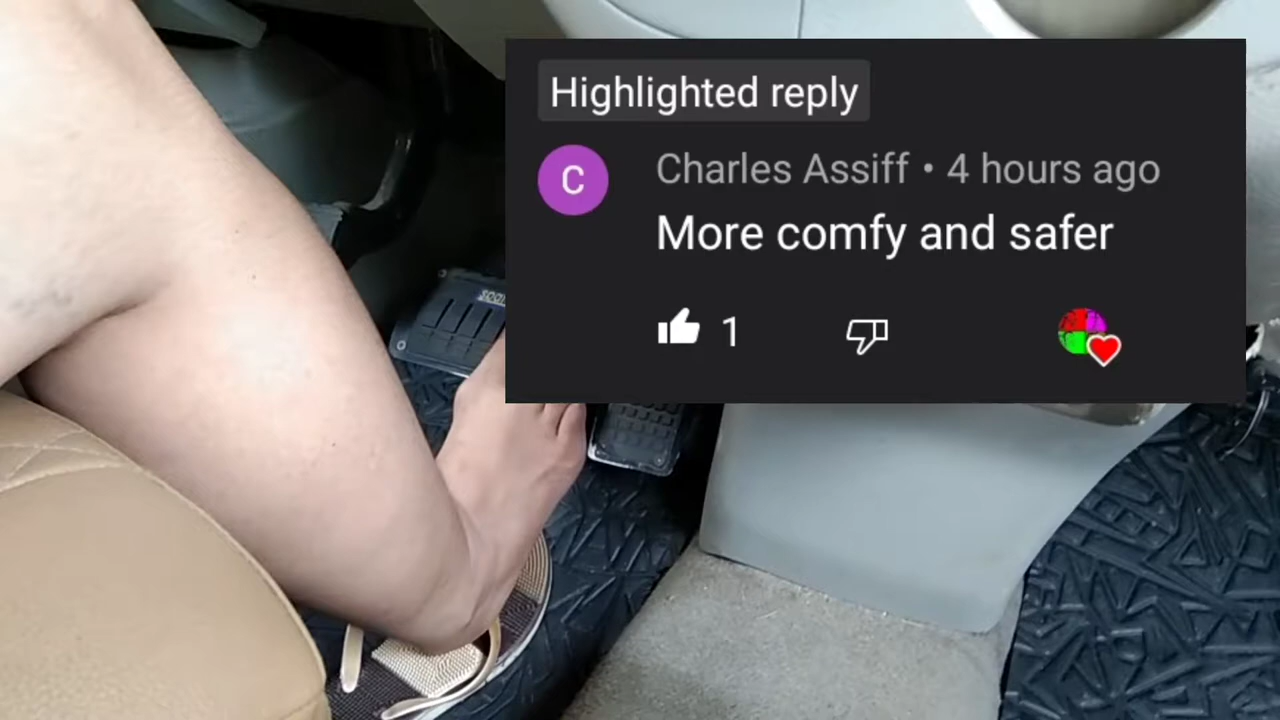 Highlighted reply
C
Charles Assiff • 4 hours ago
More comfy and safer
1